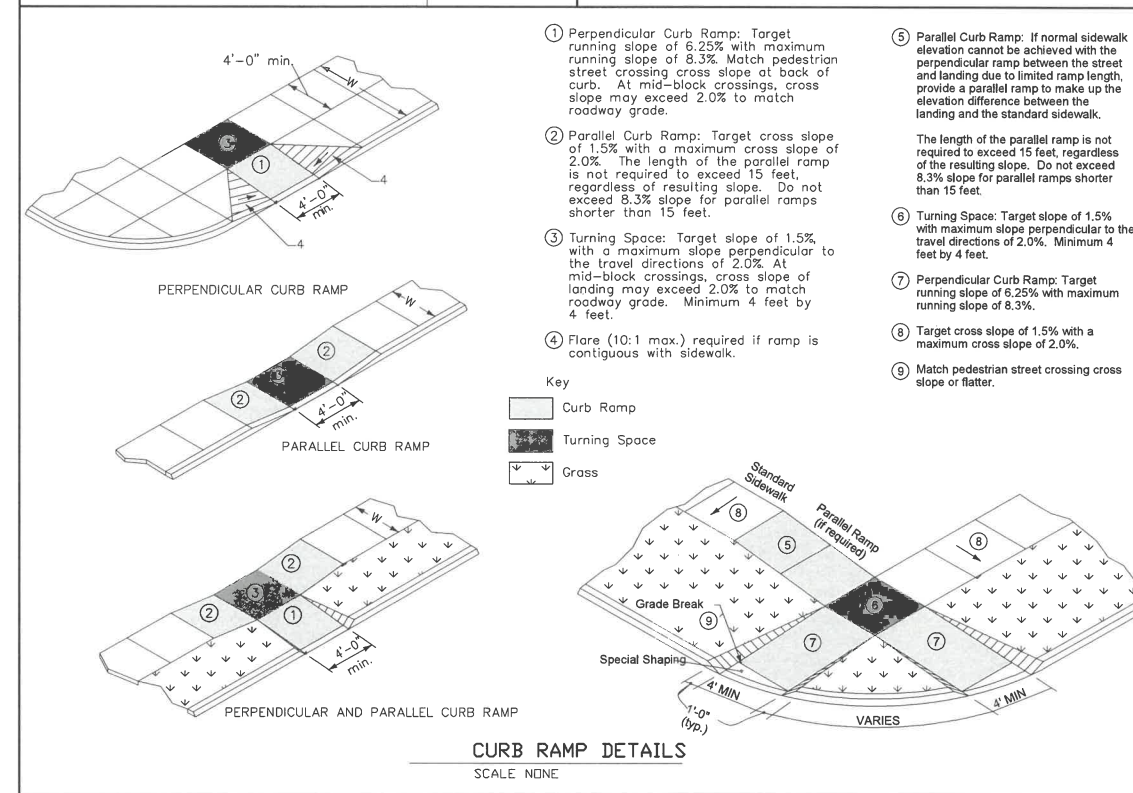 ① Perpendicular Curb Ramp: Target
running slope of 6.25% with maximum
running slope of 8.3%. Match pedestrian
street crossing cross slope at back of
curb. At mid-block crossings, cross
slope may exceed 2.0% to match
roadway grade.
② Parallel Curb Ramp: Target cross slope
of 1.5% with a maximum cross slope of
2.0%. The length of the parallel ramp
is not required to exceed 15 feet,
regardless of resulting slope. Do not
exceed 8.3% slope for parallel ramps
shorter than 15 feet.
③ Turning Space: Target slope of 1.5%,
with a maximum slope perpendicular to
the travel directions of 2.0%. At
mid-block crossings, cross slope of
landing may exceed 2.0% to match
roadway grade. Minimum 4 feet by
4 feet.
④ Flare (10:1 max.) required if ramp is
contiguous with sidewalk.
⑤ Parallel Curb Ramp: If normal sidewalk
elevation cannot be achieved with the
perpendicular ramp between the street
and landing due to limited ramp length,
provide a parallel ramp to make up the
elevation difference between the
landing and the standard sidewalk.
The length of the parallel ramp is not
required to exceed 15 feet, regardless
of the resulting slope. Do not exceed
8.3% slope for parallel ramps shorter
than 15 feet.
⑥ Turning Space: Target slope of 1.5%
with maximum slope perpendicular to the
travel directions of 2.0%. Minimum 4
feet by 4 feet.
⑦ Perpendicular Curb Ramp: Target
running slope of 6.25% with maximum
running slope of 8.3%.
⑧ Target cross slope of 1.5% with a
maximum cross slope of 2.0%.
⑨ Match pedestrian street crossing cross
slope or flatter.
Key
Curb Ramp
Turning Space
Grass
4'-0" min.
W
①
4
4'-0"
min.
4
PERPENDICULAR CURB RAMP
W
②
②
4'-0"
min.
PARALLEL CURB RAMP
W
②
③
②
①
4'-0"
min.
PERPENDICULAR AND PARALLEL CURB RAMP
Standard
Sidewalk
Parallel Ramp
(if required)
⑧
⑧
⑤
⑥
Grade Break
⑨
⑦
⑦
Special Shaping
4' MIN
4' MIN
1'-0"
(typ.)
VARIES
CURB RAMP DETAILS
SCALE NONE